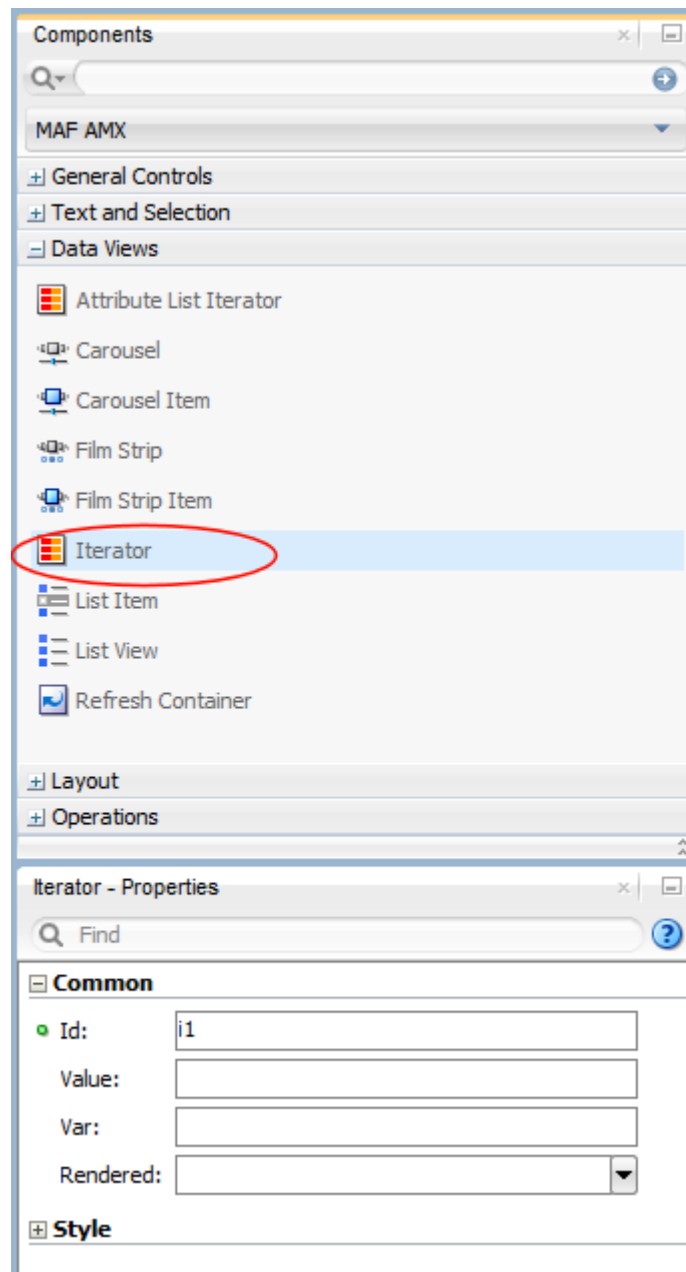 Components
MAF AMX
General Controls
Text and Selection
Data Views
Attribute List Iterator
Carousel
Carousel Item
Film Strip
Film Strip Item
Iterator
List Item
List View
Refresh Container
Layout
Operations
Iterator - Properties
Find
Common
Id: i1
Value:
Var:
Rendered:
Style